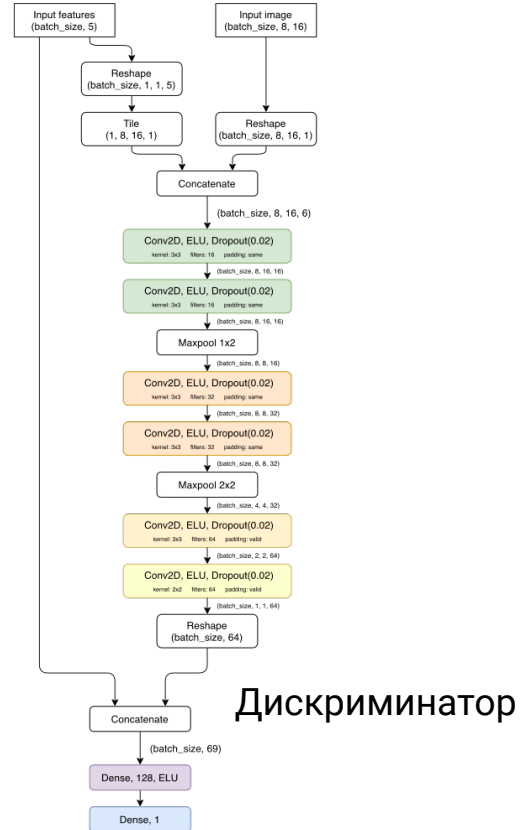 Input features
(batch_size, 5)
Input image
(batch_size, 8, 16)
Reshape
(batch_size, 1, 1, 5)
Tile
(1, 8, 16, 1)
Reshape
(batch_size, 8, 16, 1)
Concatenate
(batch_size, 8, 16, 6)
Conv2D, ELU, Dropout(0.02)
kernel: 3x3 filters: 16 padding: same
(batch_size, 8, 16, 16)
Conv2D, ELU, Dropout(0.02)
kernel: 3x3 filters: 16 padding: same
(batch_size, 8, 16, 16)
Maxpool 1x2
(batch_size, 8, 8, 16)
Conv2D, ELU, Dropout(0.02)
kernel: 3x3 filters: 32 padding: same
(batch_size, 8, 8, 32)
Conv2D, ELU, Dropout(0.02)
kernel: 3x3 filters: 32 padding: same
(batch_size, 8, 8, 32)
Maxpool 2x2
(batch_size, 4, 4, 32)
Conv2D, ELU, Dropout(0.02)
kernel: 3x3 filters: 64 padding: valid
(batch_size, 2, 2, 64)
Conv2D, ELU, Dropout(0.02)
kernel: 2x2 filters: 64 padding: valid
(batch_size, 1, 1, 64)
Reshape
(batch_size, 64)
Дискриминатор
Concatenate
(batch_size, 69)
Dense, 128, ELU
Dense, 1